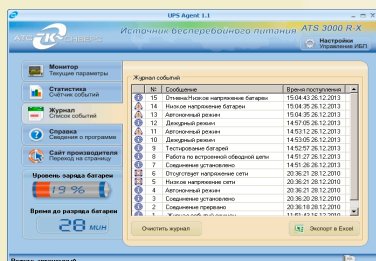 UPS Agent 1.1
АТС КОНВЕРС
Источник бесперебойного питания ATS 3000 R-X
Настройки
Управление ИБП
Монитор
Текущие параметры
Статистика
Счётчик событий
Журнал
Список событий
Справка
Сведения о программе
Сайт производителя
Переход на страницу
Уровень заряда батареи
19 %
Время до разряда батареи
28 мин
Журнал событий
№ Сообщение Время поступления
15 Отмена:Низкое напряжение батареи 15:04:43 26.12.2013
14 Низкое напряжение батареи 15:04:35 26.12.2013
13 Автономный режим 15:04:35 26.12.2013
12 Дежурный режим 14:57:05 26.12.2013
11 Автономный режим 14:53:12 26.12.2013
10 Дежурный режим 14:53:05 26.12.2013
9 Тестирование батарей 14:52:57 26.12.2013
8 Работа по встроенной обводной цепи 14:51:27 26.12.2013
7 Соединение установлено 14:51:26 26.12.2013
6 Отсутствует напряжение сети 20:36:21 28.12.2010
5 Низкое напряжение сети 20:36:21 28.12.2010
4 Автономный режим 20:36:21 28.12.2010
3 Соединение установлено 20:36:20 28.12.2010
2 Соединение прервано 20:36:18 28.12.2010
Очистить журнал
Экспорт в Excel